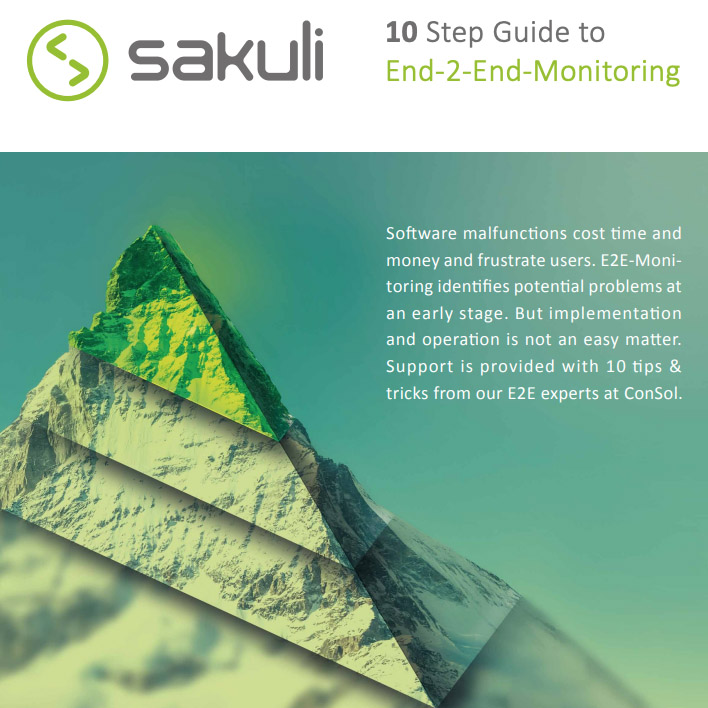 sakuli
10 Step Guide to
End-2-End-Monitoring
Software malfunctions cost time and
money and frustrate users. E2E-Moni-
toring identifies potential problems at
an early stage. But implementation
and operation is not an easy matter.
Support is provided with 10 tips &
tricks from our E2E experts at ConSol.